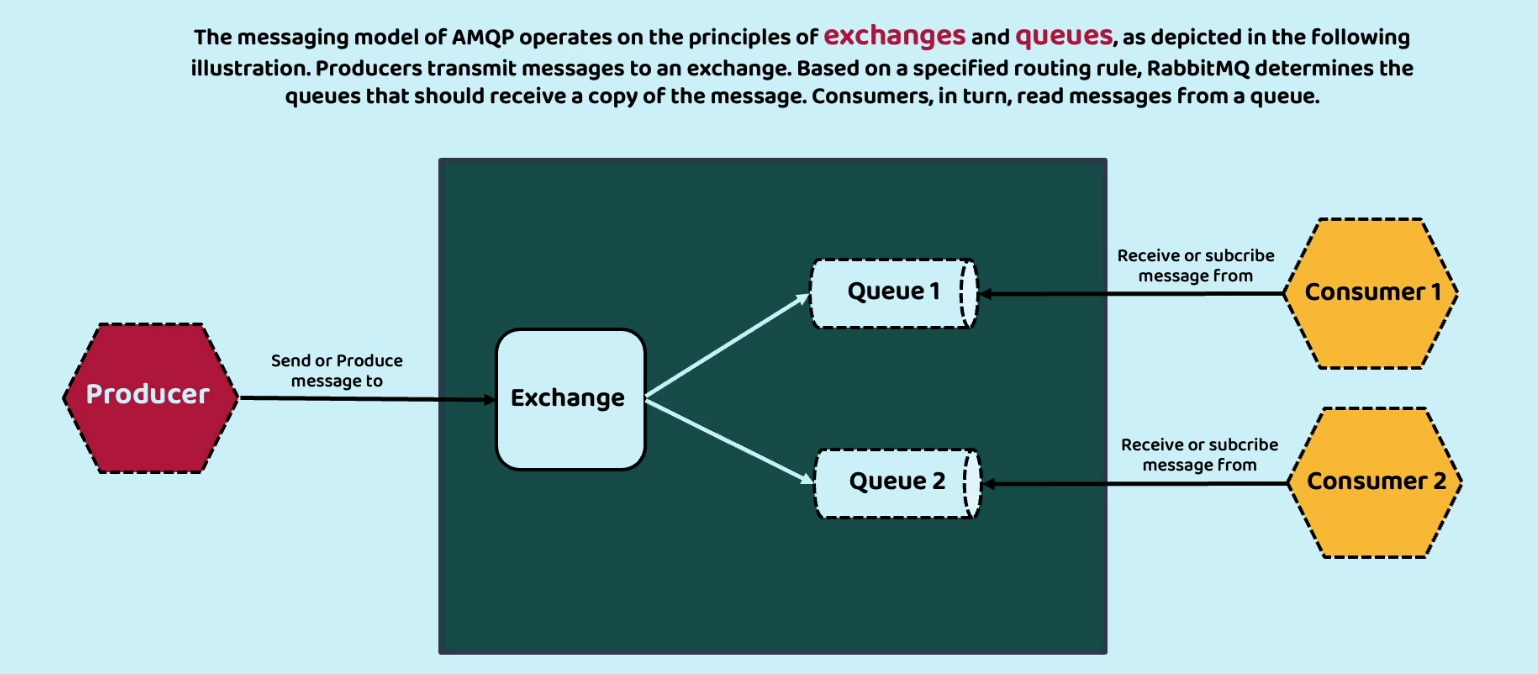 The messaging model of AMQP operates on the principles of exchanges and queues, as depicted in the following
illustration. Producers transmit messages to an exchange. Based on a specified routing rule, RabbitMQ determines the
queues that should receive a copy of the message. Consumers, in turn, read messages from a queue.
Producer
Send or Produce
message to
Exchange
Queue 1
Receive or subcribe
message from
Consumer 1
Queue 2
Receive or subcribe
message from
Consumer 2